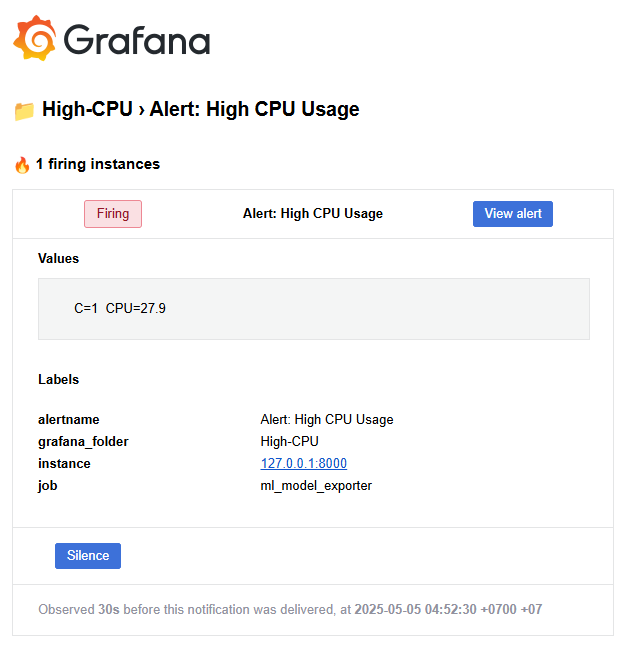 Grafana
High-CPU › Alert: High CPU Usage
1 firing instances
Firing Alert: High CPU Usage View alert
Values
C=1 CPU=27.9
Labels
alertname Alert: High CPU Usage
grafana_folder High-CPU
instance 127.0.0.1:8000
job ml_model_exporter
Silence
Observed 30s before this notification was delivered, at 2025-05-05 04:52:30 +0700 +07